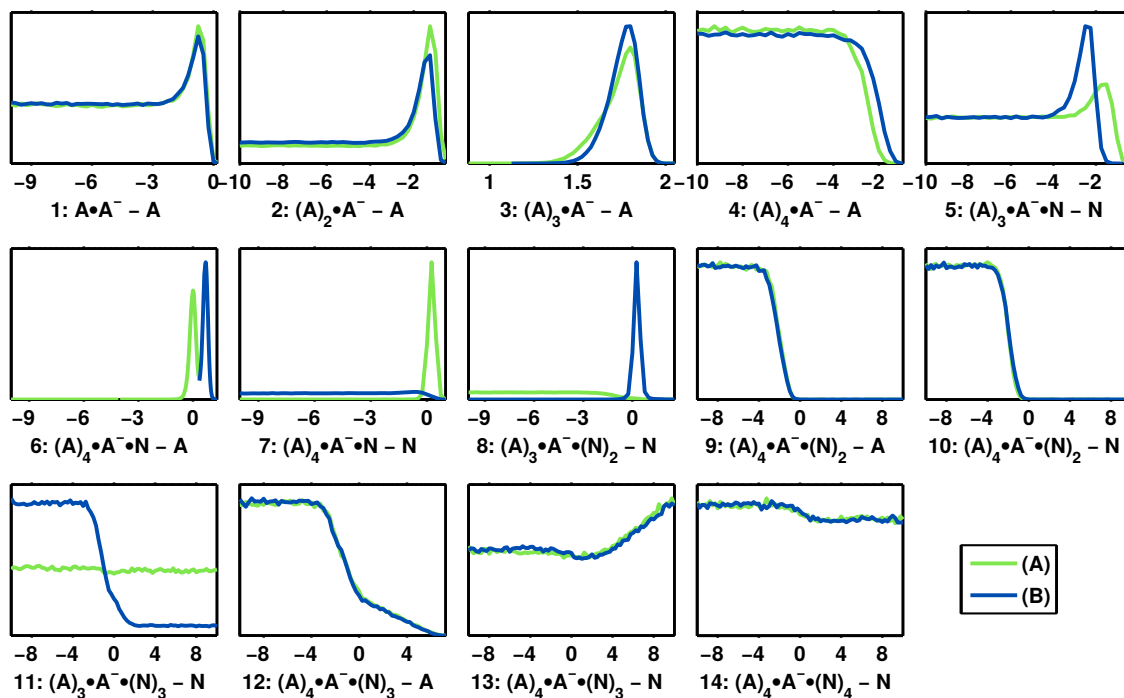 −9 −6 −3 0
1: A•A⁻ − A
−10 −8 −6 −4 −2
2: (A)₂•A⁻ − A
1 1.5 2
3: (A)₃•A⁻ − A
−10 −8 −6 −4 −2
4: (A)₄•A⁻ − A
−10 −8 −6 −4 −2
5: (A)₃•A⁻•N − N
−9 −6 −3 0
6: (A)₄•A⁻•N − A
−9 −6 −3 0
7: (A)₄•A⁻•N − N
−9 −6 −3 0
8: (A)₃•A⁻•(N)₂ − N
−8 −4 0 4 8
9: (A)₄•A⁻•(N)₂ − A
−8 −4 0 4 8
10: (A)₄•A⁻•(N)₂ − N
−8 −4 0 4 8
11: (A)₃•A⁻•(N)₃ − N
−8 −4 0 4
12: (A)₄•A⁻•(N)₃ − A
−8 −4 0 4 8
13: (A)₄•A⁻•(N)₃ − N
−8 −4 0 4 8
14: (A)₄•A⁻•(N)₄ − N
(A)
(B)